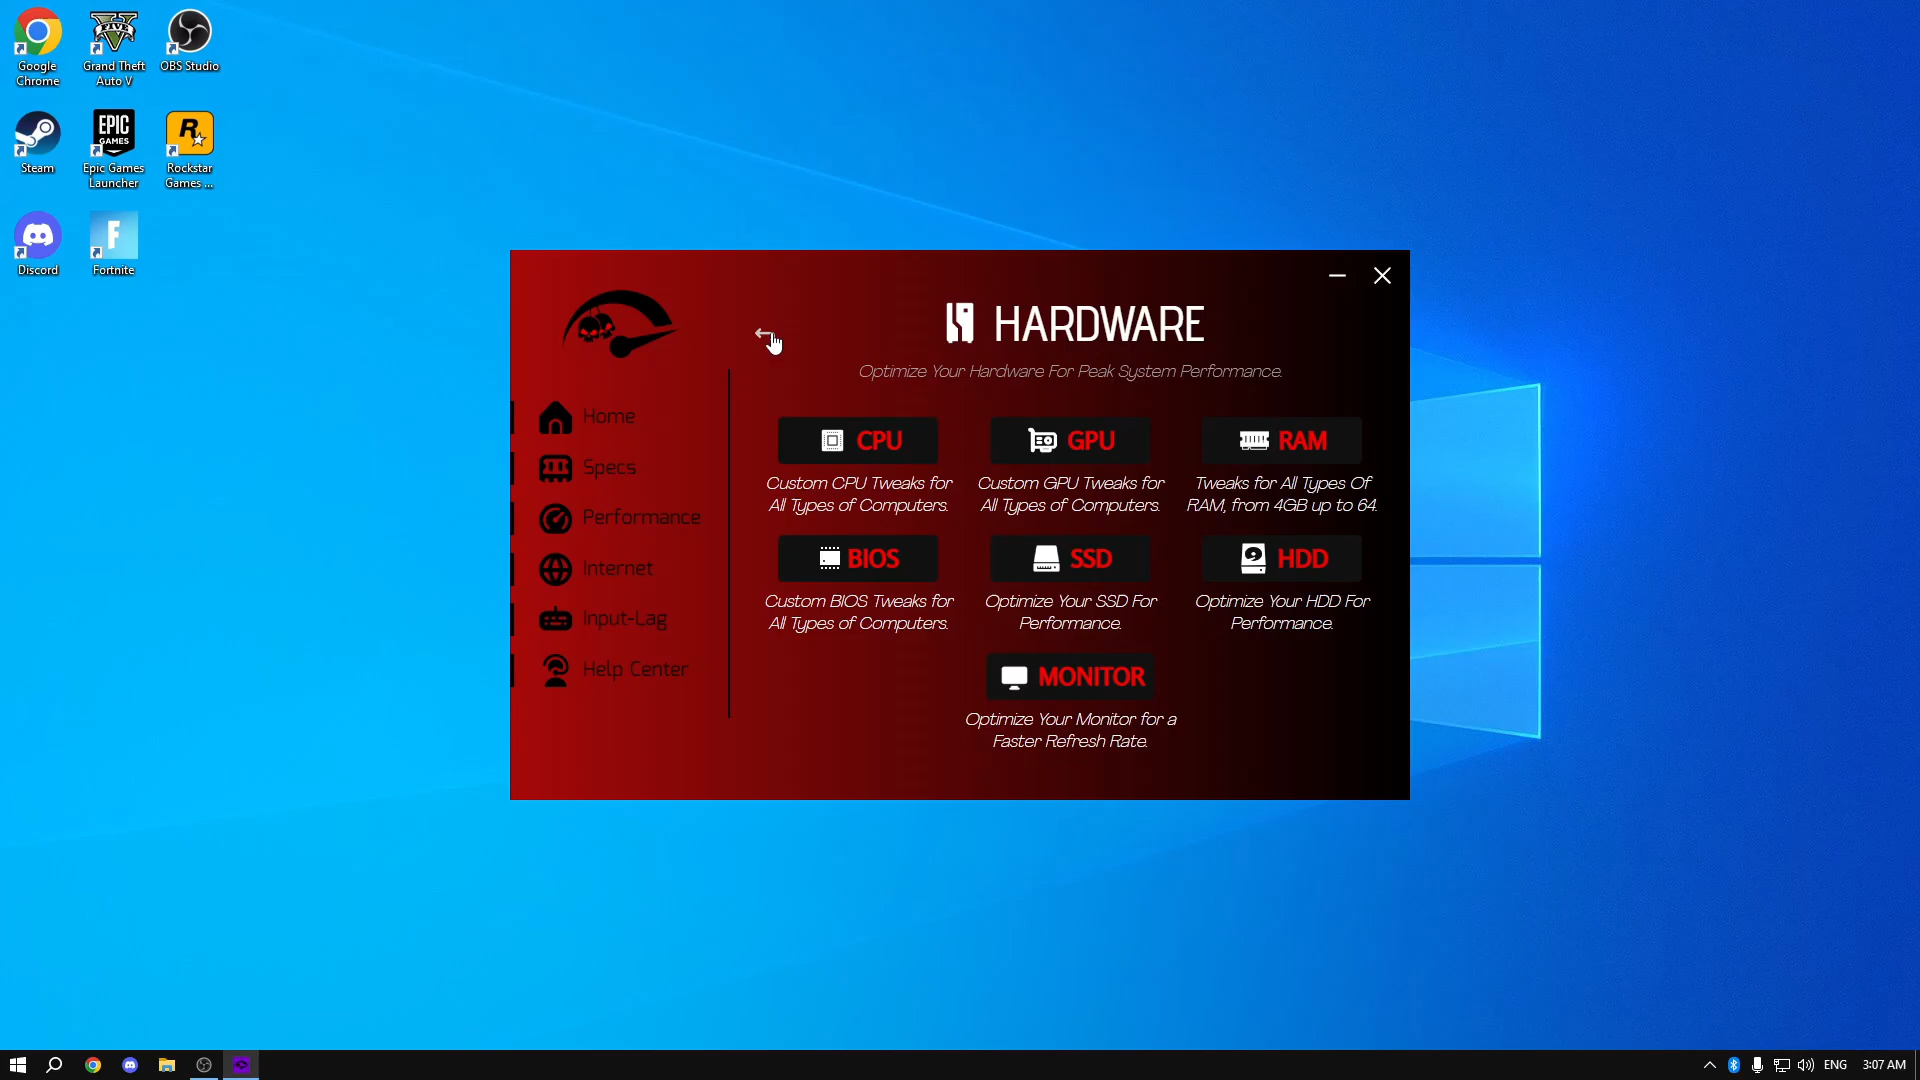 Google
Chrome
Grand Theft
Auto V
OBS Studio
Steam
Epic Games
Launcher
Rockstar
Games ...
Discord
Fortnite
FIVE
EPIC
GAMES
HARDWARE
Optimize Your Hardware For Peak System Performance.
Home
Specs
Performance
Internet
Input-Lag
Help Center
CPU
Custom CPU Tweaks for
All Types of Computers.
GPU
Custom GPU Tweaks for
All Types of Computers.
RAM
Tweaks for All Types Of
RAM, from 4GB up to 64.
BIOS
Custom BIOS Tweaks for
All Types of Computers.
SSD
Optimize Your SSD For
Performance.
HDD
Optimize Your HDD For
Performance.
MONITOR
Optimize Your Monitor for a
Faster Refresh Rate.
ENG
3:07 AM